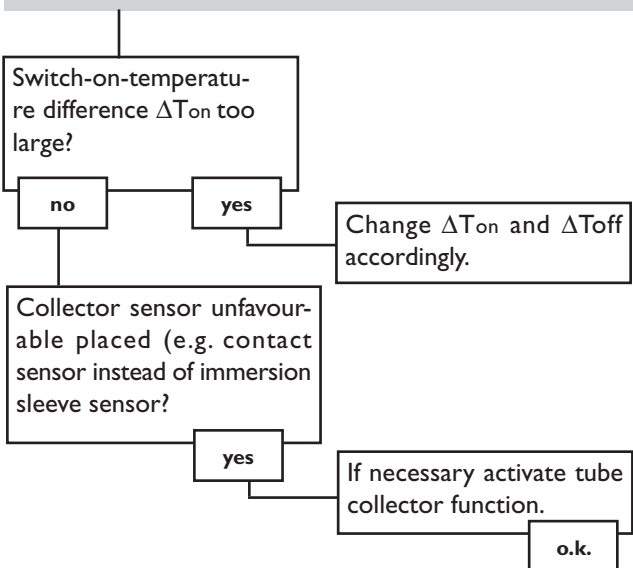 Switch-on-temperatu-
re difference ΔTon too
large?
no
yes
Change ΔTon and ΔToff
accordingly.
Collector sensor unfavour-
able placed (e.g. contact
sensor instead of immersion
sleeve sensor?
yes
If necessary activate tube
collector function.
o.k.